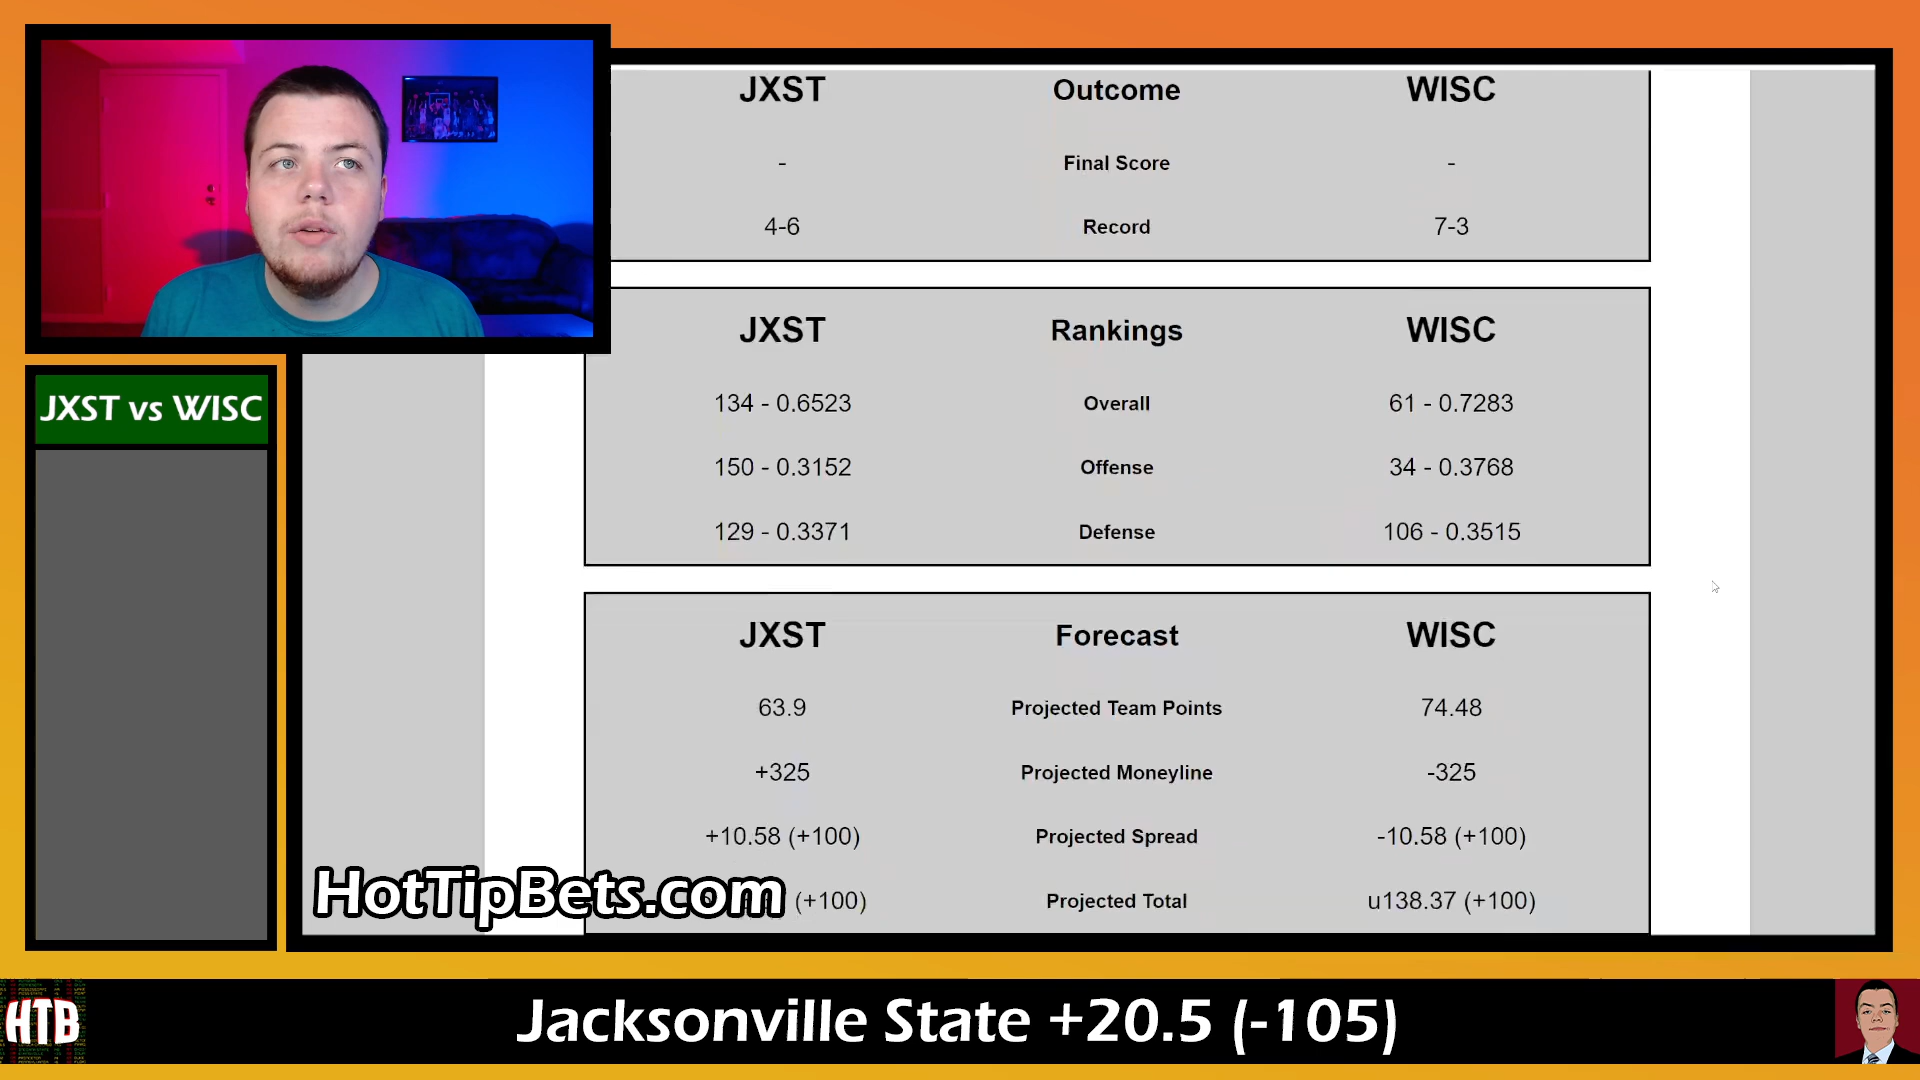 JXST Outcome WISC
- Final Score -
4-6 Record 7-3
JXST Rankings WISC
134 - 0.6523 Overall 61 - 0.7283
150 - 0.3152 Offense 34 - 0.3768
129 - 0.3371 Defense 106 - 0.3515
JXST Forecast WISC
63.9 Projected Team Points 74.48
+325 Projected Moneyline -325
+10.58 (+100) Projected Spread -10.58 (+100)
(+100) Projected Total u138.37 (+100)
JXST vs WISC
HotTipBets.com
HTB
Jacksonville State +20.5 (-105)